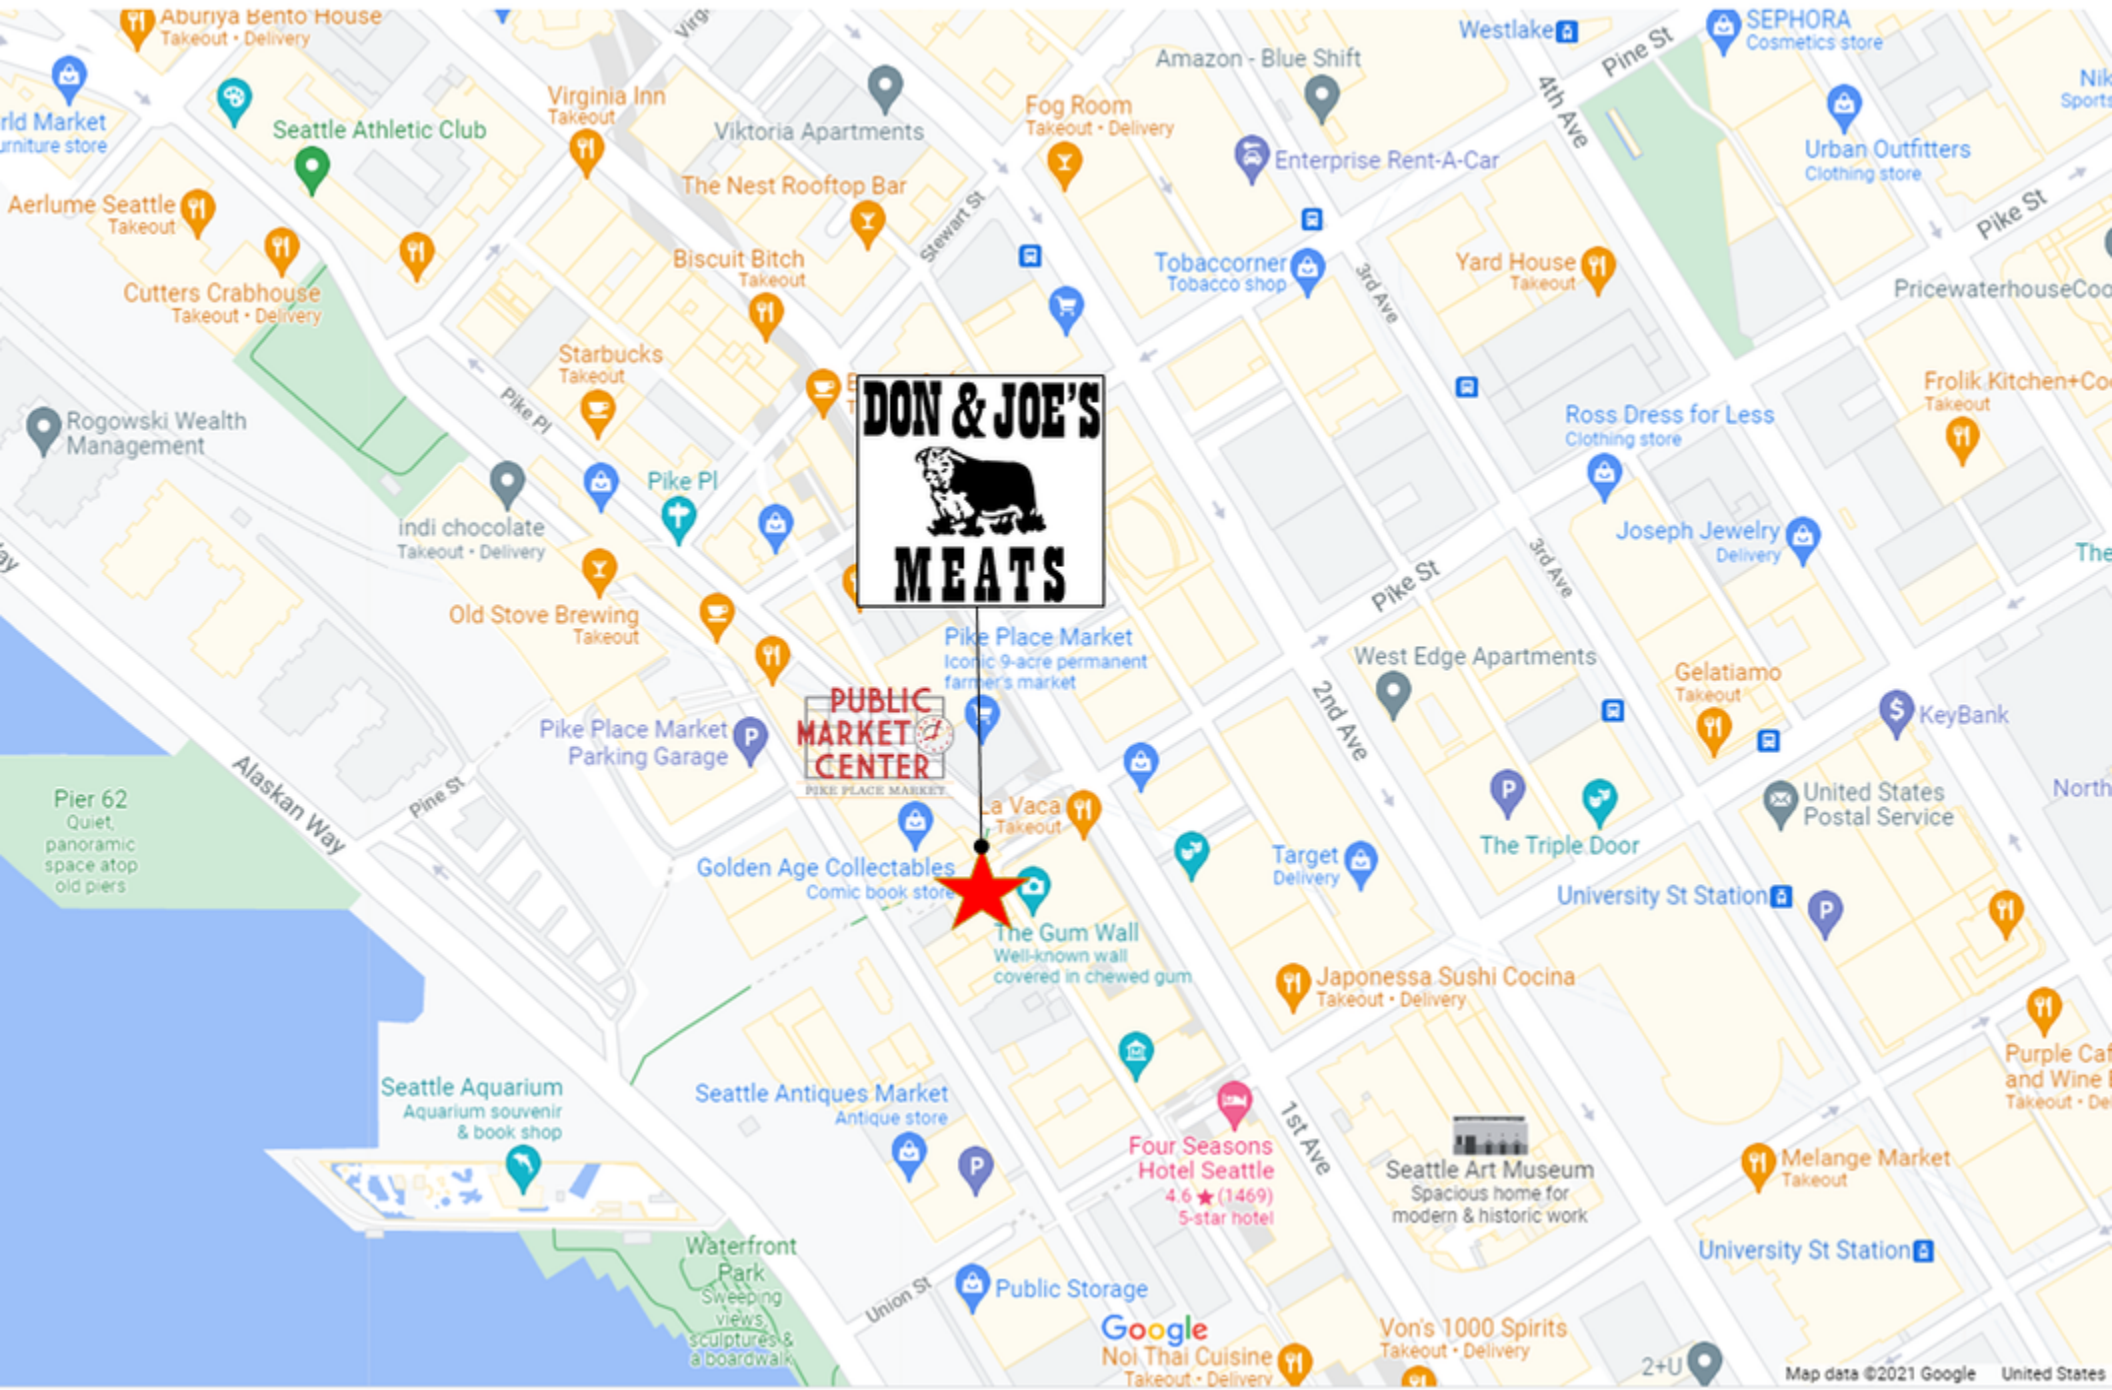 Aburiya Bento House
Takeout • Delivery
Virgi
Westlake
Pine St
SEPHORA
Cosmetics store
Amazon - Blue Shift
4th Ave
Nik
Sports
rld Market
urniture store
Seattle Athletic Club
Virginia Inn
Takeout
Viktoria Apartments
Fog Room
Takeout • Delivery
Enterprise Rent-A-Car
Urban Outfitters
Clothing store
Aerlume Seattle
Takeout
The Nest Rooftop Bar
Stewart St
Pike St
Cutters Crabhouse
Takeout • Delivery
Biscuit Bitch
Takeout
Tobaccorner
Tobacco shop
3rd Ave
Yard House
Takeout
PricewaterhouseCoo
Starbucks
Takeout
Pike Pl
Rogowski Wealth
Management
DON & JOE'S
MEATS
Ross Dress for Less
Clothing store
Frolik Kitchen+Coc
Takeout
Pike Pl
indi chocolate
Takeout • Delivery
Joseph Jewelry
Delivery
The
ay
Old Stove Brewing
Takeout
Pike St
3rd Ave
Pike Place Market
Iconic 9-acre permanent
farmer's market
West Edge Apartments
Gelatiamo
Takeout
KeyBank
2nd Ave
PUBLIC
MARKET
CENTER
PIKE PLACE MARKET
Pike Place Market
Parking Garage
P
Alaskan Way
Pine St
Pier 62
Quiet,
panoramic
space atop
old piers
La Vaca
Takeout
P
The Triple Door
United States
Postal Service
North
Golden Age Collectables
Comic book store
Target
Delivery
University St Station
P
The Gum Wall
Well-known wall
covered in chewed gum
Japonessa Sushi Cocina
Takeout • Delivery
Purple Caf
and Wine B
Takeout • Del
Seattle Aquarium
Aquarium souvenir
& book shop
Seattle Antiques Market
Antique store
P
Four Seasons
Hotel Seattle
4.6 ★ (1469)
5-star hotel
1st Ave
Seattle Art Museum
Spacious home for
modern & historic work
Melange Market
Takeout
Waterfront
Park
Sweeping
views,
sculptures &
a boardwalk
University St Station
Union St
Public Storage
Google
Noi Thai Cuisine
Takeout • Delivery
Von's 1000 Spirits
Takeout • Delivery
2+U
Map data ©2021 Google
United States